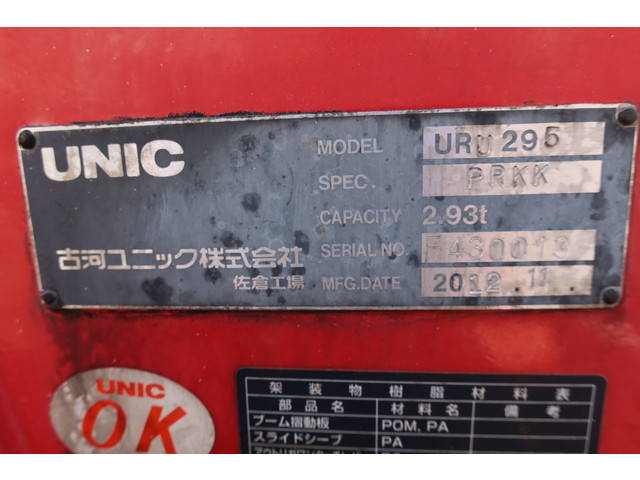 UNIC
MODEL URU295
SPEC. PRKK
CAPACITY 2.93t
古河ユニック株式会社
SERIAL NO.
佐倉工場
MFG.DATE 2012.11
UNIC
OK
架装物樹脂材料表
部品名 材料名 備考
ブーム摺動板 POM, PA
スライドシーブ PA